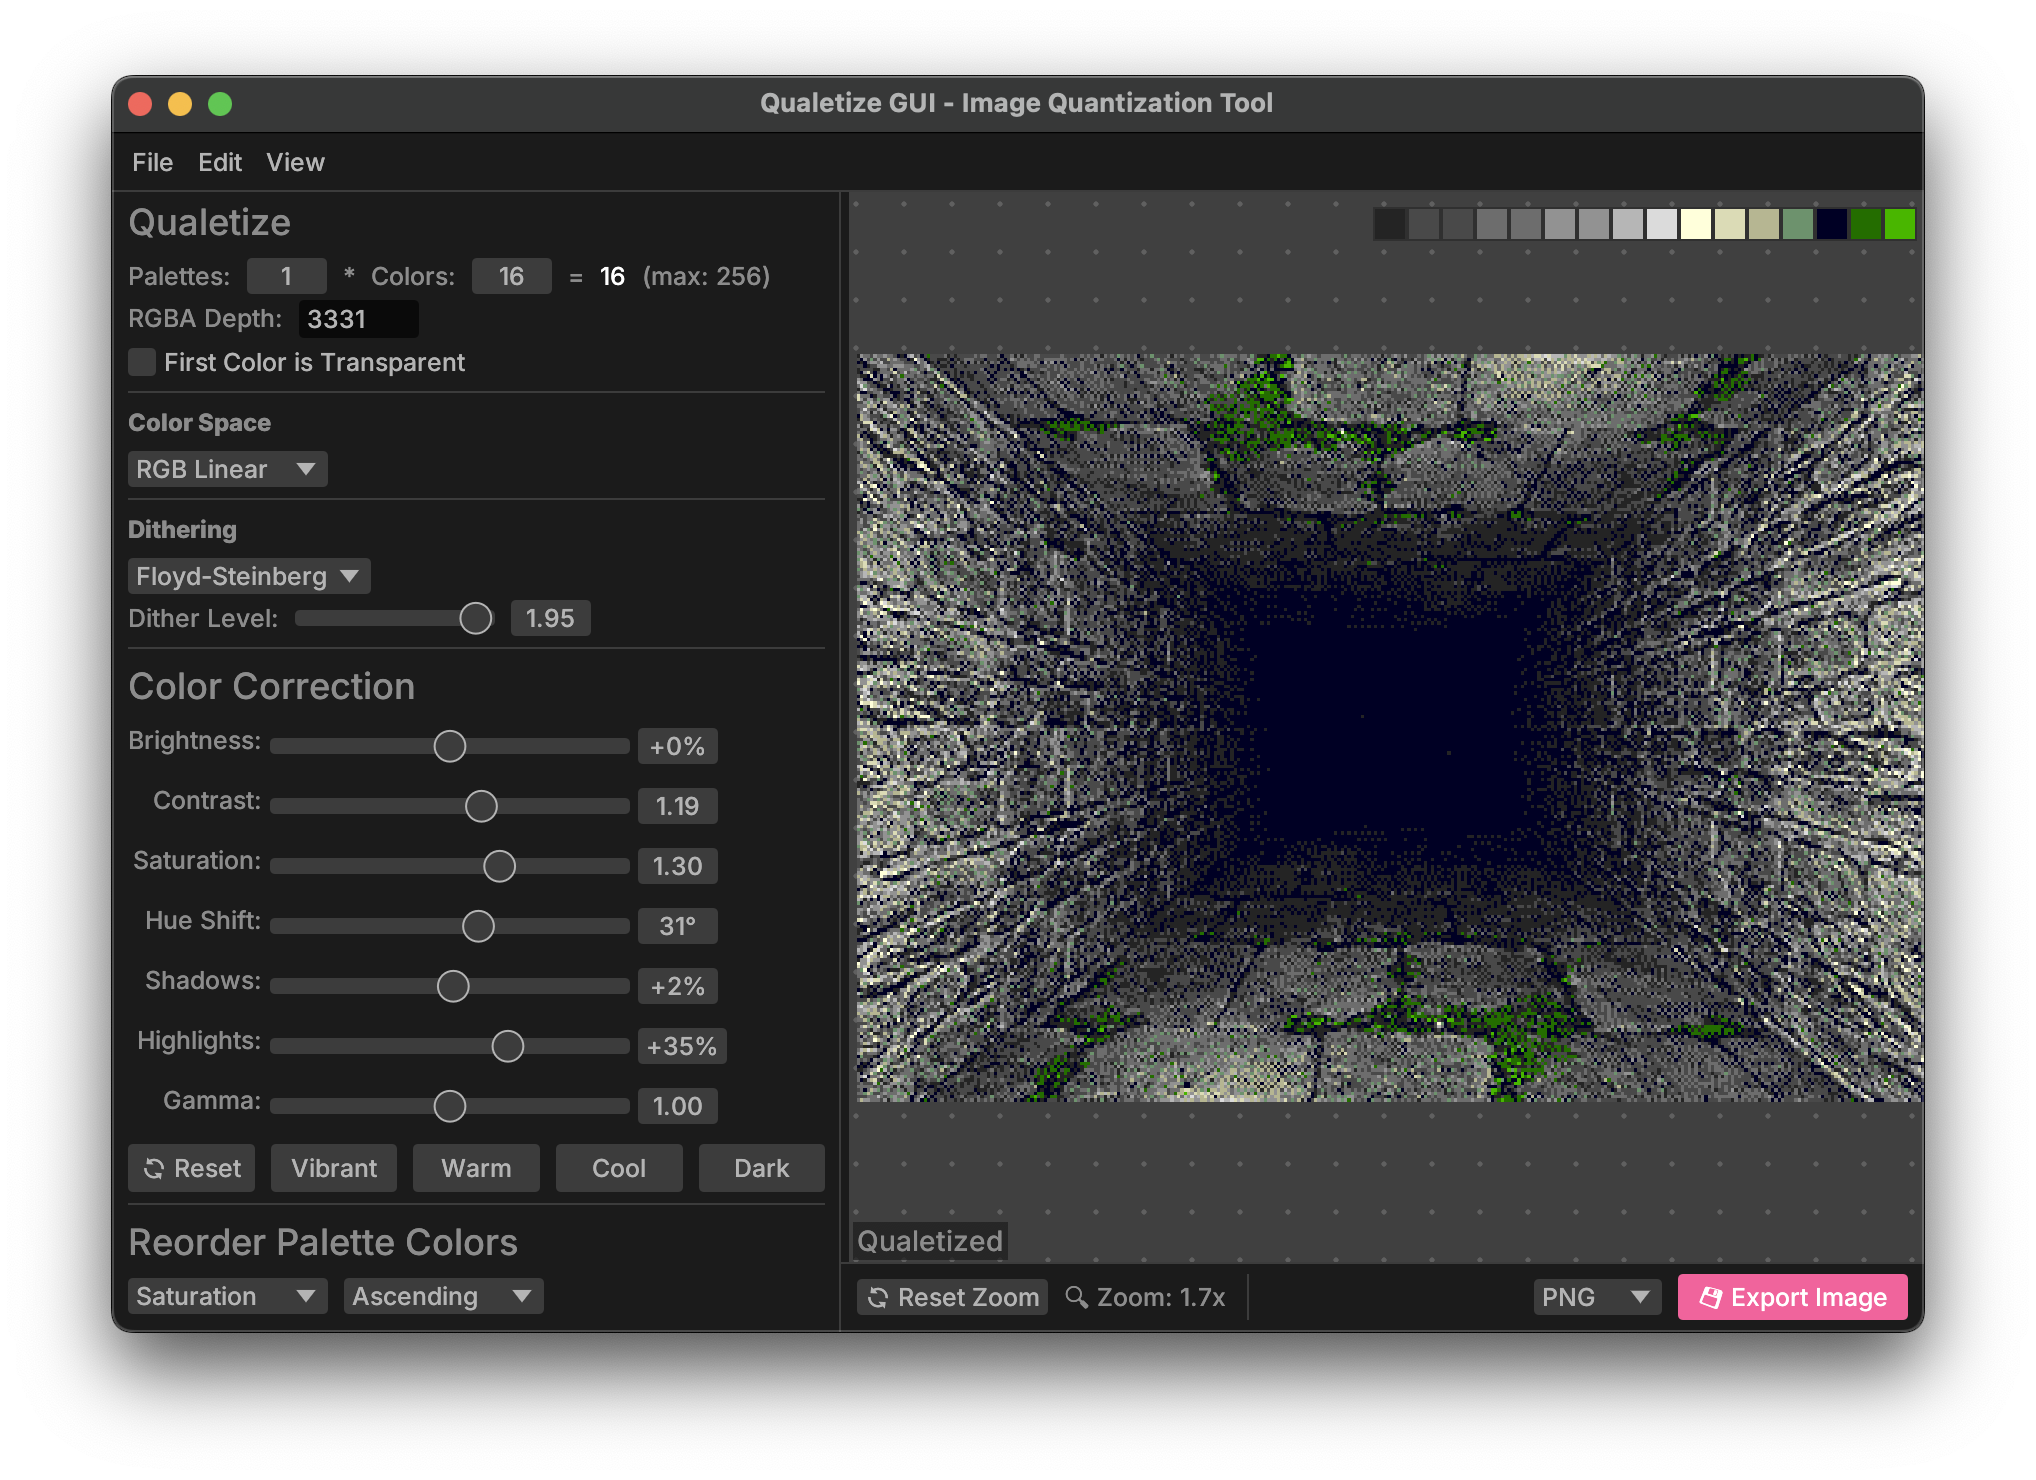 Qualetize GUI - Image Quantization Tool
File Edit View
Qualetize
Palettes: 1 * Colors: 16 = 16 (max: 256)
RGBA Depth: 3331
First Color is Transparent
Color Space
RGB Linear
Dithering
Floyd-Steinberg
Dither Level: 1.95
Color Correction
Brightness: +0%
Contrast: 1.19
Saturation: 1.30
Hue Shift: 31°
Shadows: +2%
Highlights: +35%
Gamma: 1.00
Reset Vibrant Warm Cool Dark
Reorder Palette Colors
Saturation Ascending
Qualetized
Reset Zoom Zoom: 1.7x PNG Export Image